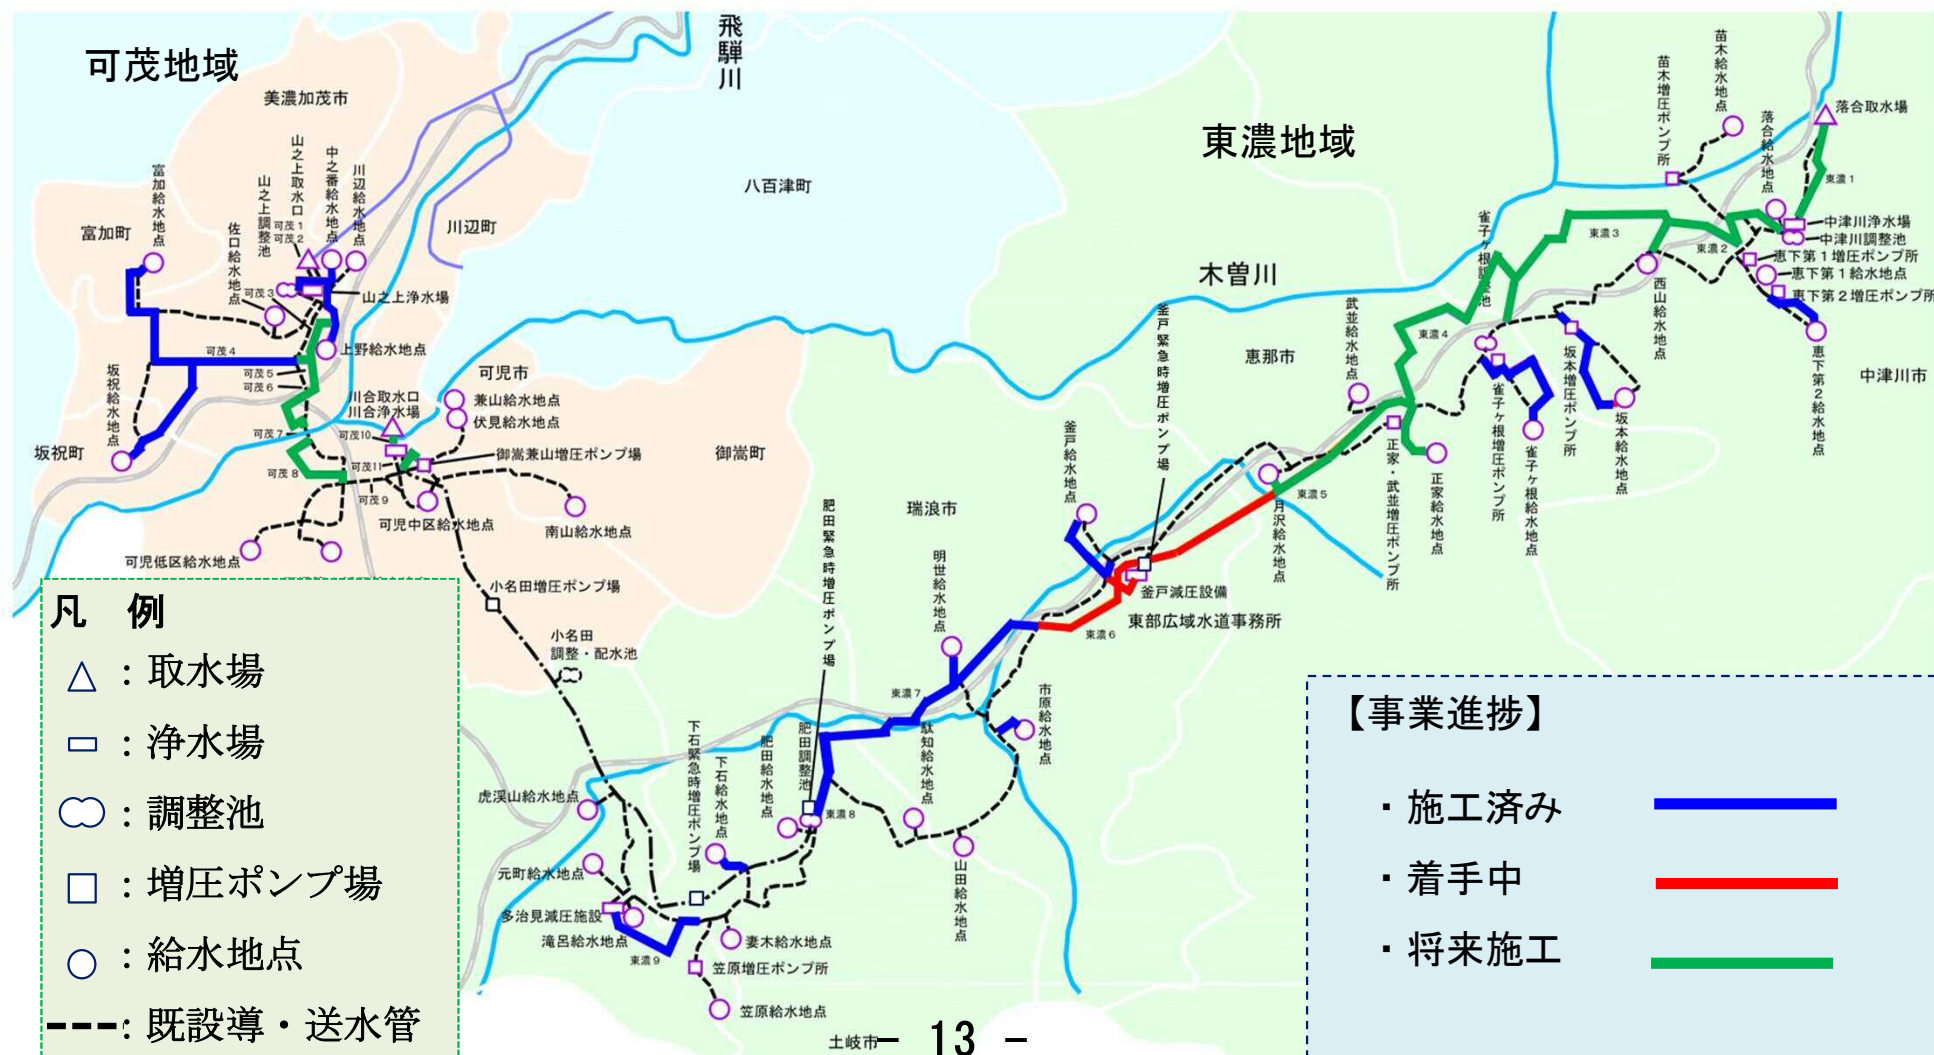 可茂地域
飛騨川
美濃加茂市
富加給水地点
富加町
佐口給水地点
山之上調整池
山之上取水口
可茂1
可茂2
中之番給水地点
川辺給水地点
川辺町
八百津町
可茂3
山之上浄水場
上野給水地点
可茂4
可茂5
可茂6
坂祝給水地点
坂祝町
川合取水口
川合浄水場
可児市
兼山給水地点
伏見給水地点
可茂7
可茂10
可茂8
可茂11
可茂9
御嵩兼山増圧ポンプ場
御嵩町
可児中区給水地点
南山給水地点
可児低区給水地点
小名田増圧ポンプ場
小名田
調整・配水池
東濃地域
木曽川
苗木給水地点
苗木増圧ポンプ所
落合給水地点
落合取水場
東濃1
中津川浄水場
中津川調整池
恵下第1増圧ポンプ所
恵下第1給水地点
恵下第2増圧ポンプ所
恵下第2給水地点
中津川市
東濃2
東濃3
西山給水地点
雀子ヶ根調整池
東濃4
坂本増圧ポンプ所
坂本給水地点
雀子ヶ根増圧ポンプ所
雀子ヶ根給水地点
恵那市
武並給水地点
正家・武並増圧ポンプ所
正家給水地点
東濃5
月沢給水地点
釜戸緊急時増圧ポンプ場
釜戸給水地点
釜戸減圧設備
東部広域水道事務所
東濃6
瑞浪市
明世給水地点
市原給水地点
東濃7
駄知給水地点
山田給水地点
肥田緊急時増圧ポンプ場
肥田調整池
肥田給水地点
東濃8
下石緊急時増圧ポンプ場
下石給水地点
虎渓山給水地点
元町給水地点
多治見減圧施設
滝呂給水地点
東濃9
妻木給水地点
笠原増圧ポンプ所
笠原給水地点
土岐市
凡 例
:取水場
:浄水場
:調整池
:増圧ポンプ場
:給水地点
:既設導・送水管
【事業進捗】
・施工済み
・着手中
・将来施工
- 13 -